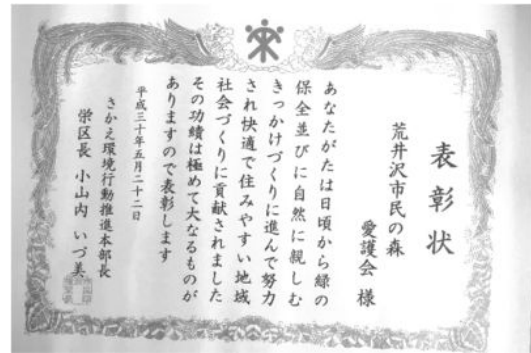 表彰状
荒井沢市民の森
愛護会 様
あなたがたは日頃から緑の
保全並びに自然に親しむ
きっかけづくりに進んで努力
され快適で住みやすい地域
社会づくりに貢献されました
その功績は極めて大なるものが
ありますので表彰します
平成三十年五月二十二日
さかえ環境行動推進本部長
栄区長 小山内 いづ美